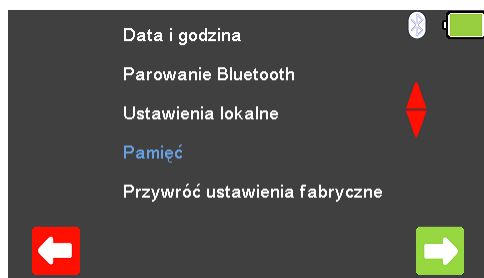 Data i godzina
Parowanie Bluetooth
Ustawienia lokalne
Pamięć
Przywróć ustawienia fabryczne